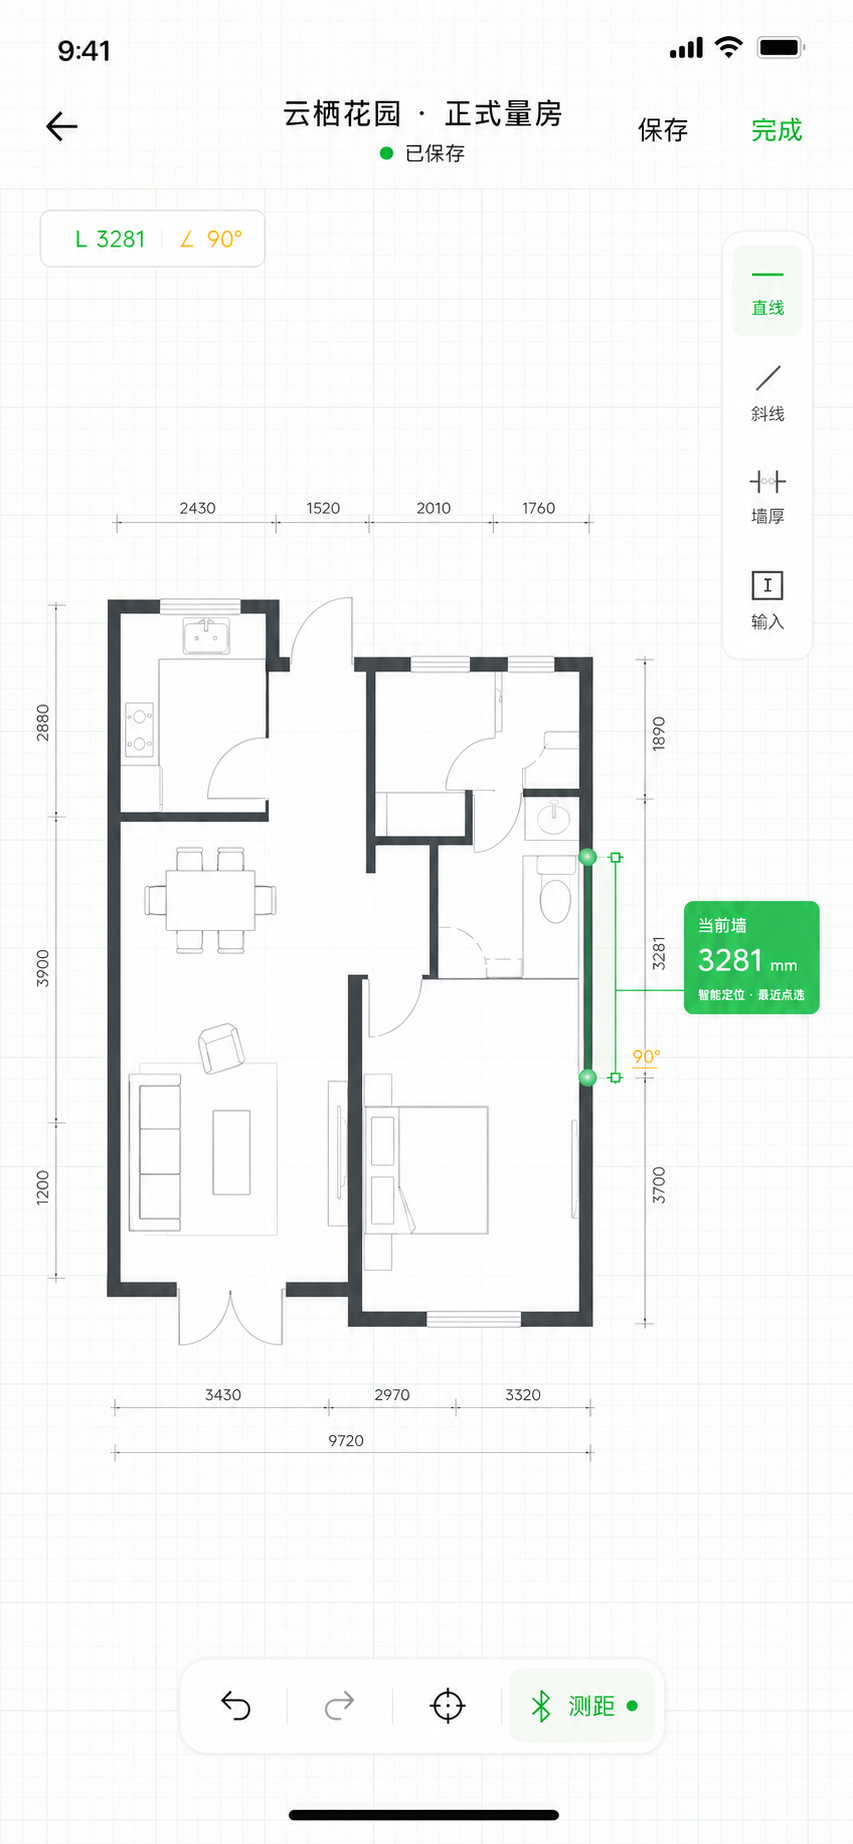 9:41
云栖花园 · 正式量房
已保存
保存
完成
L 3281
∠ 90°
直线
斜线
墙厚
输入
2430
1520
2010
1760
2880
3900
1200
1890
3281
3700
当前墙
3281 mm
智能定位 · 最近点选
90°
3430
2970
3320
9720
测距